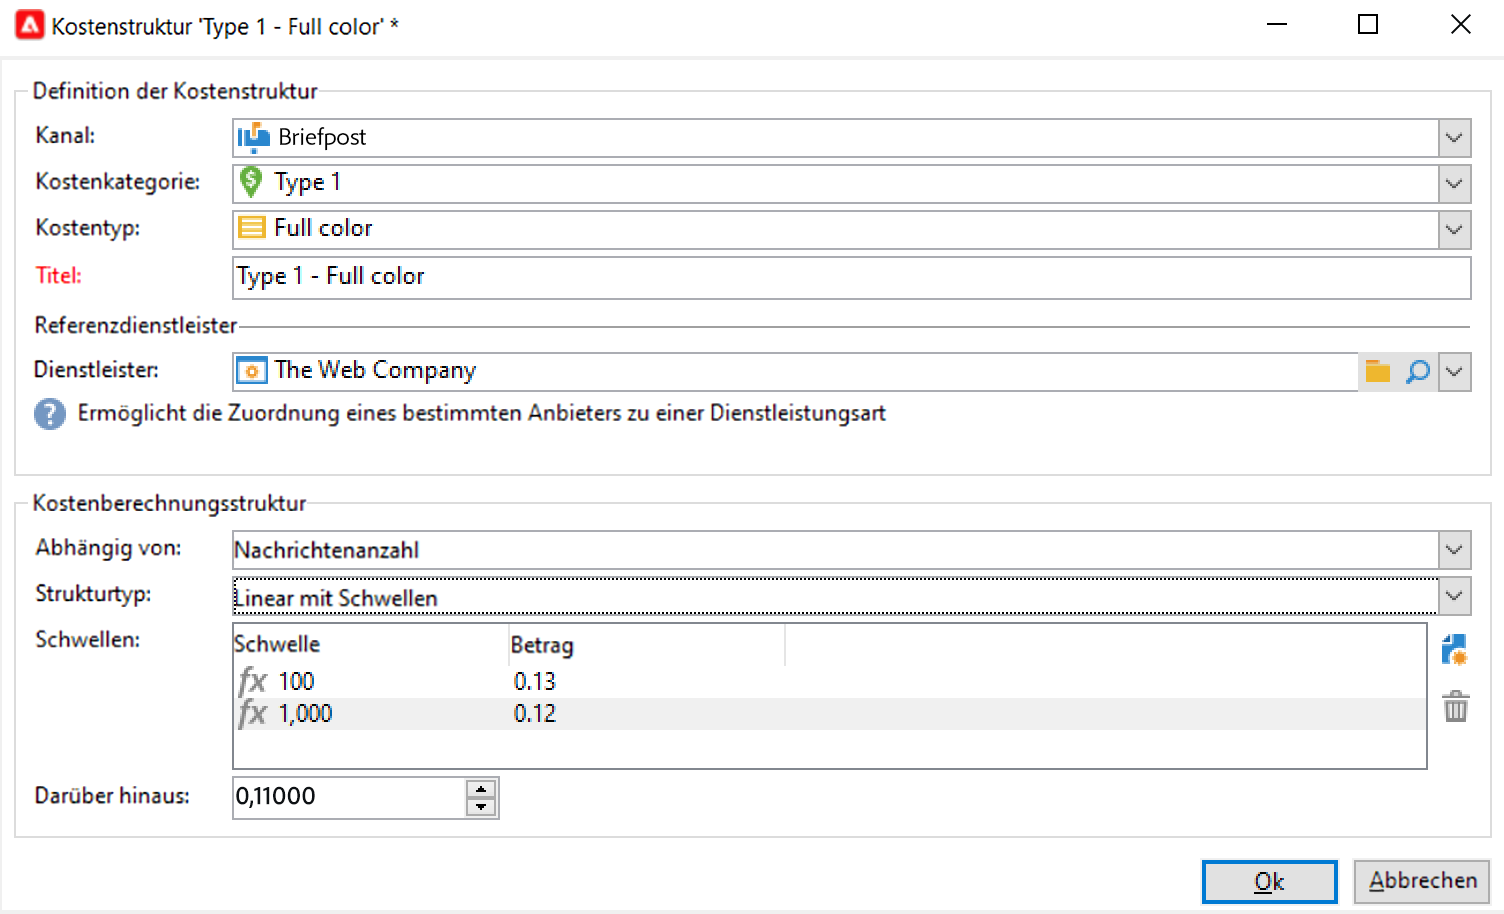 Kostenstruktur 'Type 1 - Full color' *
Definition der Kostenstruktur
Kanal: Briefpost
Kostenkategorie: Type 1
Kostentyp: Full color
Titel: Type 1 - Full color
Referenzdienstleister
Dienstleister: The Web Company
Ermöglicht die Zuordnung eines bestimmten Anbieters zu einer Dienstleistungsart
Kostenberechnungsstruktur
Abhängig von: Nachrichtenanzahl
Strukturtyp: Linear mit Schwellen
Schwellen: Schwelle Betrag
fx 100 0.13
fx 1,000 0.12
Darüber hinaus: 0,11000
Ok Abbrechen